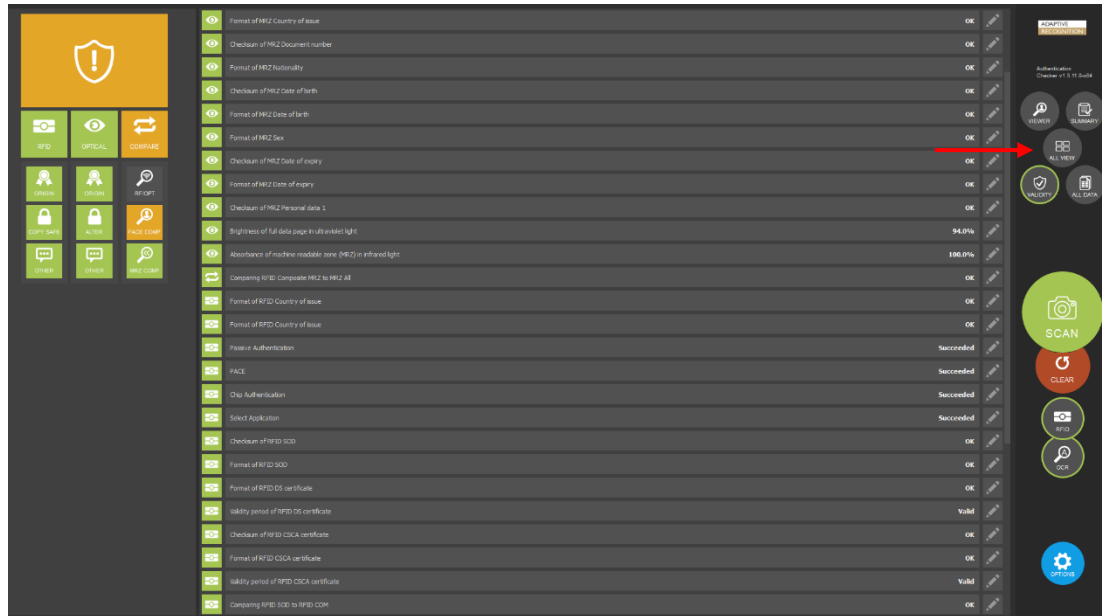 RFID
OPTICAL
COMPARE
ORIGIN
ORIGIN
RF/OPT
COPY SAFE
ALTER
FACE COMP
OTHER
OTHER
MRZ COMP
Format of MRZ Country of issue OK
Checksum of MRZ Document number OK
Format of MRZ Nationality OK
Checksum of MRZ Date of birth OK
Format of MRZ Date of birth OK
Format of MRZ Sex OK
Checksum of MRZ Date of expiry OK
Format of MRZ Date of expiry OK
Checksum of MRZ Personal data 1 OK
Brightness of full data page in ultraviolet light 94.0%
Absorbance of machine readable zone (MRZ) in infrared light 100.0%
Comparing RFID Composite MRZ to MRZ All OK
Format of RFID Country of issue OK
Format of RFID Country of issue OK
Passive Authentication Succeeded
PACE Succeeded
Chip Authentication Succeeded
Select Application Succeeded
Checksum of RFID SOD OK
Format of RFID SOD OK
Format of RFID DS certificate OK
Validity period of RFID DS certificate Valid
Checksum of RFID CSCA certificate OK
Format of RFID CSCA certificate OK
Validity period of RFID CSCA certificate Valid
Comparing RFID SOD to RFID COM OK
ADAPTIVE
RECOGNITION
Authentication
VIEWER
SUMMARY
ALL VIEW
VALIDITY
ALL DATA
SCAN
CLEAR
RFID
OCR
OPTIONS